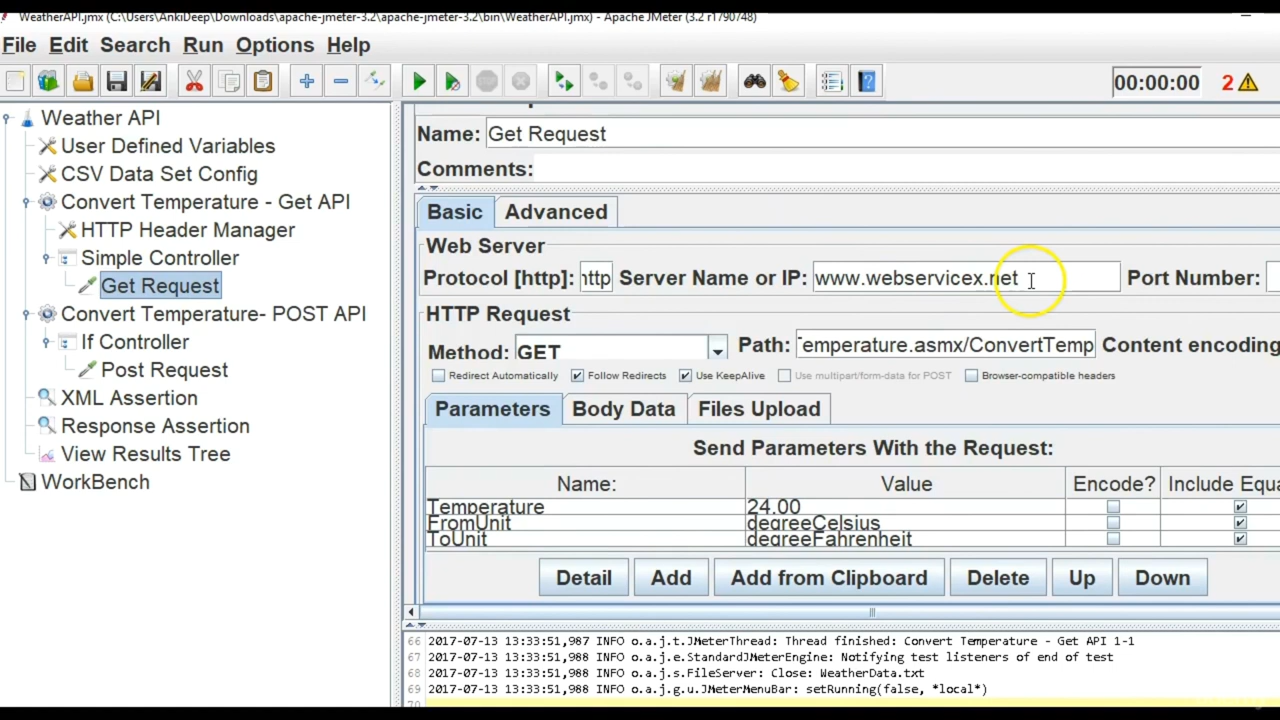 WeatherAPI.jmx (C:\Users\AnkiDeep\Downloads\apache-jmeter-3.2\apache-jmeter-3.2\bin\WeatherAPI.jmx) - Apache JMeter (3.2 r1790748)
File Edit Search Run Options Help
00:00:00 2
Weather API
User Defined Variables
CSV Data Set Config
Convert Temperature - Get API
HTTP Header Manager
Simple Controller
Get Request
Convert Temperature- POST API
If Controller
Post Request
XML Assertion
Response Assertion
View Results Tree
WorkBench
Name: Get Request
Comments:
Basic Advanced
Web Server
Protocol [http]: http Server Name or IP: www.webservicex.net Port Number:
HTTP Request
Method: GET Path: Temperature.asmx/ConvertTemp Content encoding
Redirect Automatically Follow Redirects Use KeepAlive Use multipart/form-data for POST Browser-compatible headers
Parameters Body Data Files Upload
Send Parameters With the Request:
Name: Value Encode? Include Equa
Temperature 24.00
FromUnit degreeCelsius
ToUnit degreeFahrenheit
Detail Add Add from Clipboard Delete Up Down
66 2017-07-13 13:33:51,987 INFO o.a.j.t.JMeterThread: Thread finished: Convert Temperature - Get API 1-1
67 2017-07-13 13:33:51,988 INFO o.a.j.e.StandardJMeterEngine: Notifying test listeners of end of test
68 2017-07-13 13:33:51,988 INFO o.a.j.s.FileServer: Close: WeatherData.txt
69 2017-07-13 13:33:51,988 INFO o.a.j.g.u.JMeterMenuBar: setRunning(false, *local*)
70